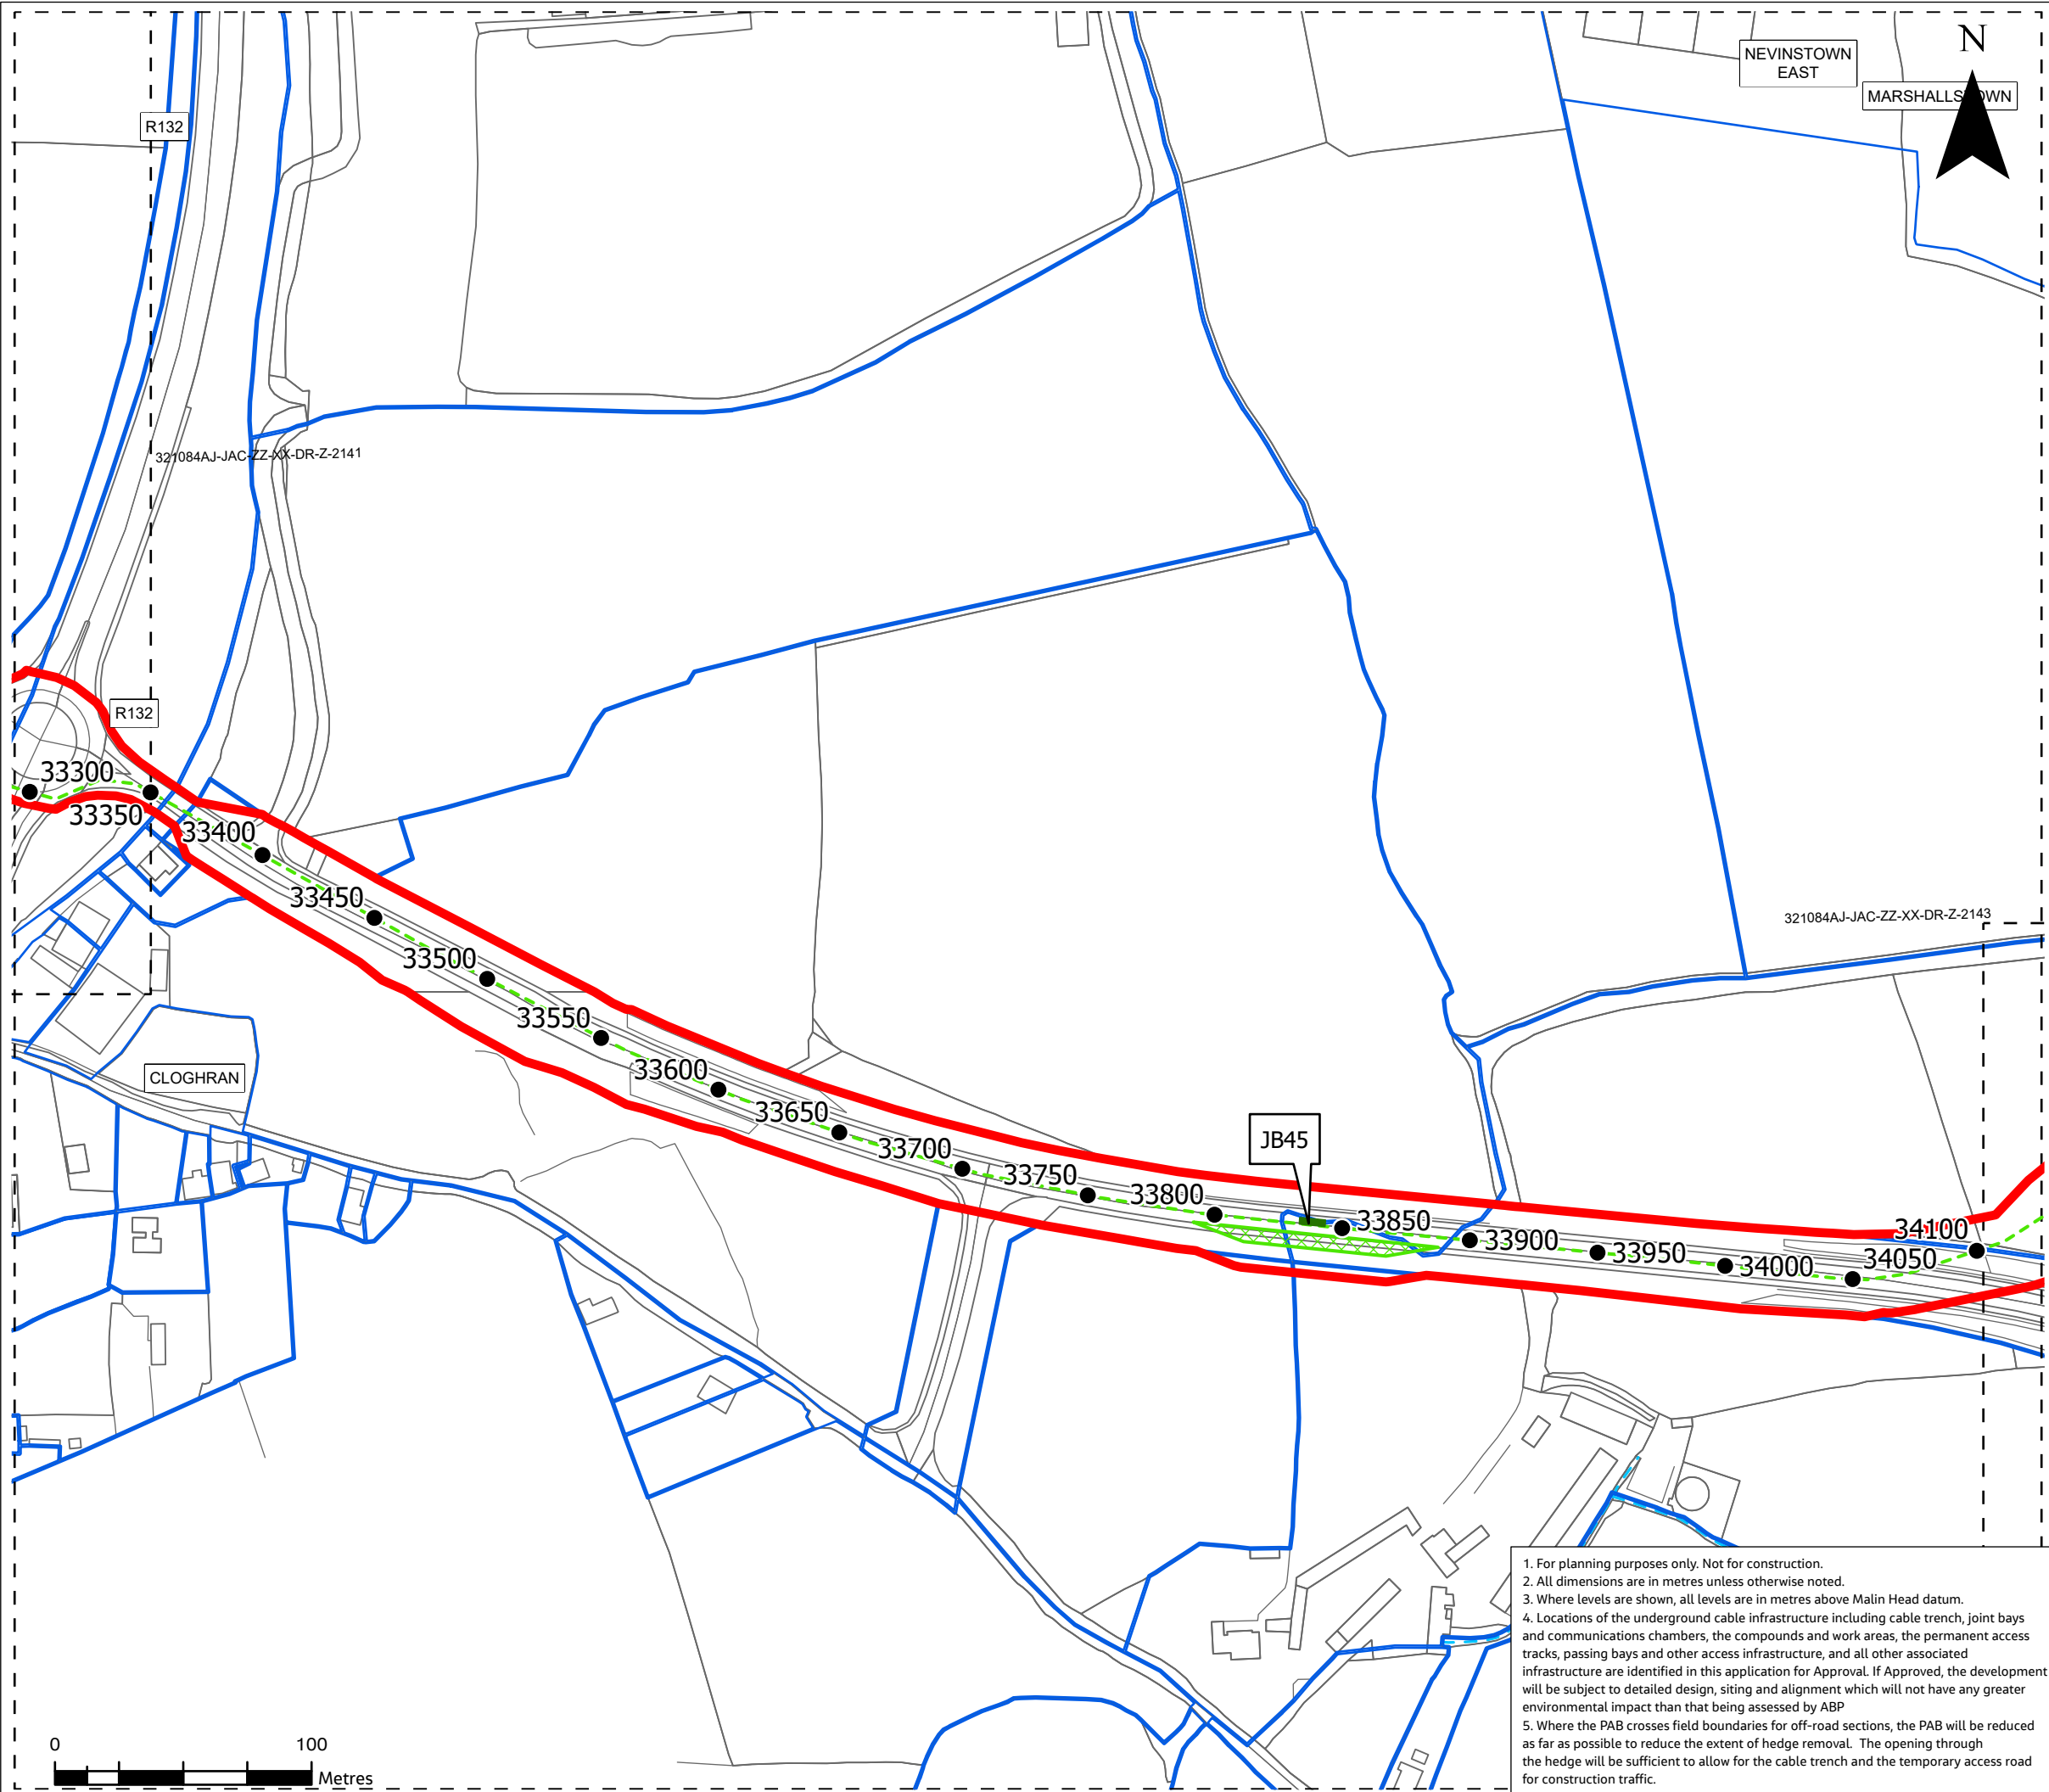 N
NEVINSTOWN
EAST
MARSHALLSTOWN
R132
321084AJ-JAC-ZZ-XX-DR-Z-2141
R132
33300
33350
33400
33450
33500
33550
33600
33650
33700
33750
33800
JB45
33850
33900
33950
34000
34050
34100
321084AJ-JAC-ZZ-XX-DR-Z-2143
CLOGHRAN
0 100
Metres
1. For planning purposes only. Not for construction.
2. All dimensions are in metres unless otherwise noted.
3. Where levels are shown, all levels are in metres above Malin Head datum.
4. Locations of the underground cable infrastructure including cable trench, joint bays
and communications chambers, the compounds and work areas, the permanent access
tracks, passing bays and other access infrastructure, and all other associated
infrastructure are identified in this application for Approval. If Approved, the development
will be subject to detailed design, siting and alignment which will not have any greater
environmental impact than that being assessed by ABP
5. Where the PAB crosses field boundaries for off-road sections, the PAB will be reduced
as far as possible to reduce the extent of hedge removal. The opening through
the hedge will be sufficient to allow for the cable trench and the temporary access road
for construction traffic.